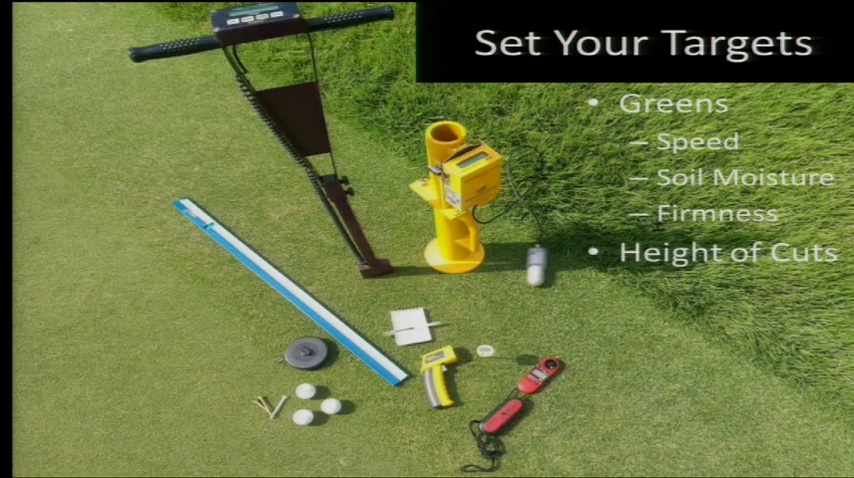 Set Your Targets
• Greens
– Speed
– Soil Moisture
– Firmness
• Height of Cuts